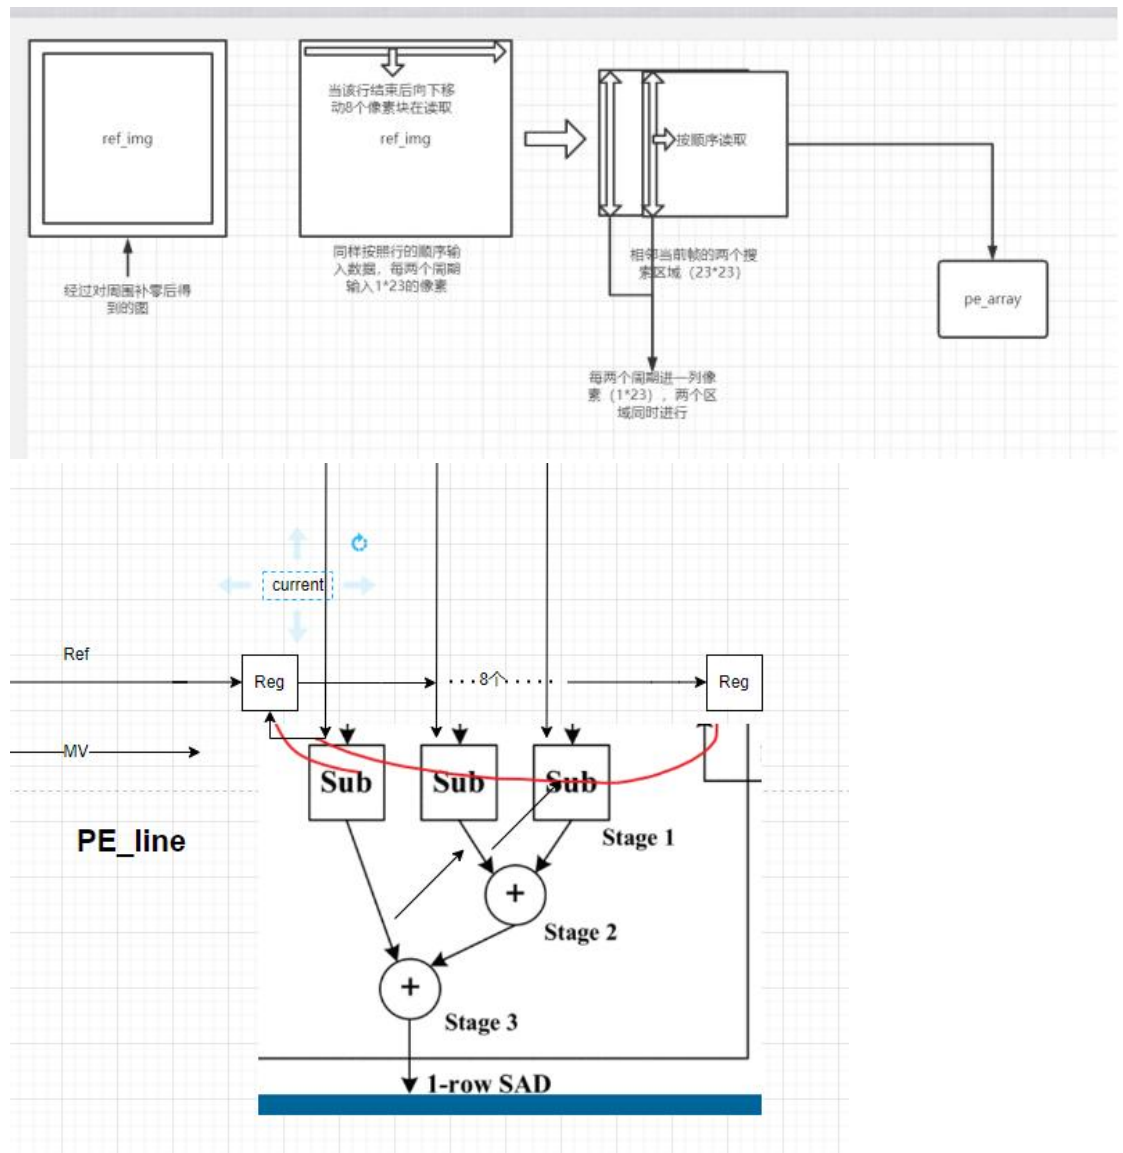 ref_img
当该行结束后向下移
动8个像素块在读取
ref_img
按顺序读取
同样按照行的顺序输
入数据，每两个周期
输入1*23的像素
相邻当前帧的两个搜
索区域（23*23）
经过对周围补零后得
到的图
pe_array
每两个周期进一列像
素（1*23），两个区
域同时进行
current
Ref
Reg
8个
Reg
MV
Sub
Sub
Sub
PE_line
Stage 1
+
Stage 2
+
Stage 3
1-row SAD